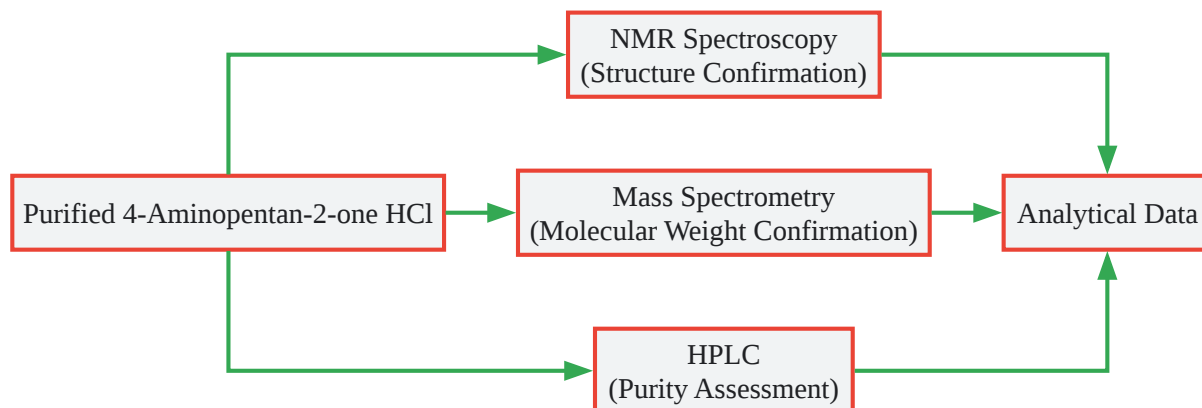 NMR Spectroscopy
(Structure Confirmation)
Purified 4-Aminopentan-2-one HCl
Mass Spectrometry
(Molecular Weight Confirmation)
Analytical Data
HPLC
(Purity Assessment)